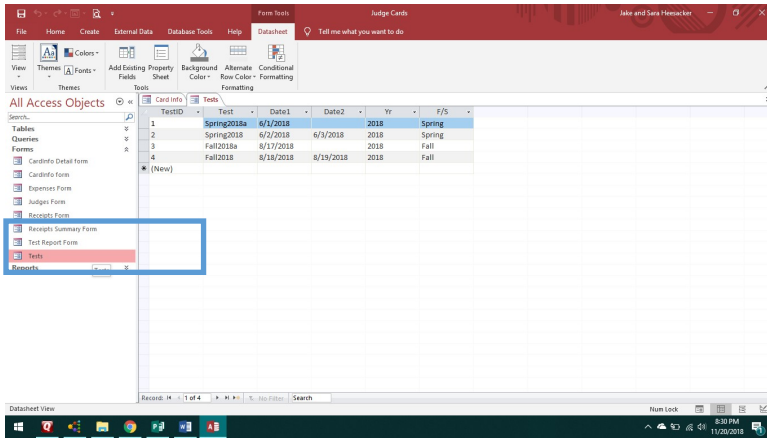 Form Tools
Judge Cards
Jake and Sara Heesacker
File Home Create External Data Database Tools Help Datasheet Tell me what you want to do
View
Themes
Colors
Aa
A Fonts
Add Existing Fields
Property Sheet
Background Color
Alternate Row Color
Conditional Formatting
Views Themes Tools Formatting
All Access Objects
Search...
Tables
Queries
Forms
CardInfo Detail form
CardInfo form
Expenses Form
Judges Form
Receipts Form
Receipts Summary Form
Test Report Form
Tests
Reports
Card Info Tests
TestID Test Date1 Date2 Yr F/S
1 Spring2018a 6/1/2018 2018 Spring
2 Spring2018 6/2/2018 6/3/2018 2018 Spring
3 Fall2018a 8/17/2018 2018 Fall
4 Fall2018 8/18/2018 8/19/2018 2018 Fall
(New)
Record: 1 of 4 No Filter Search
Datasheet View
Num Lock
8:30 PM
11/20/2018